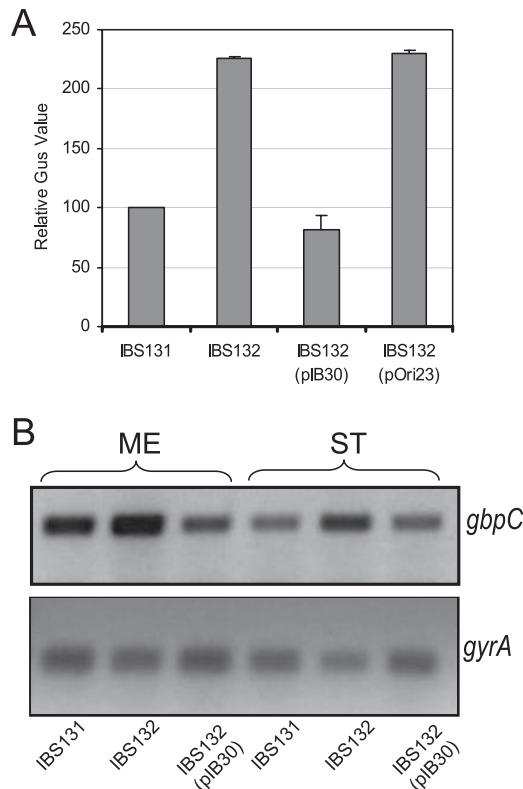 A
Relative Gus Value
250
200
150
100
50
0
IBS131
IBS132
IBS132
(pIB30)
IBS132
(pOri23)
B
ME
ST
gbpC
gyrA
IBS131
IBS132
IBS132
(pIB30)
IBS131
IBS132
IBS132
(pIB30)